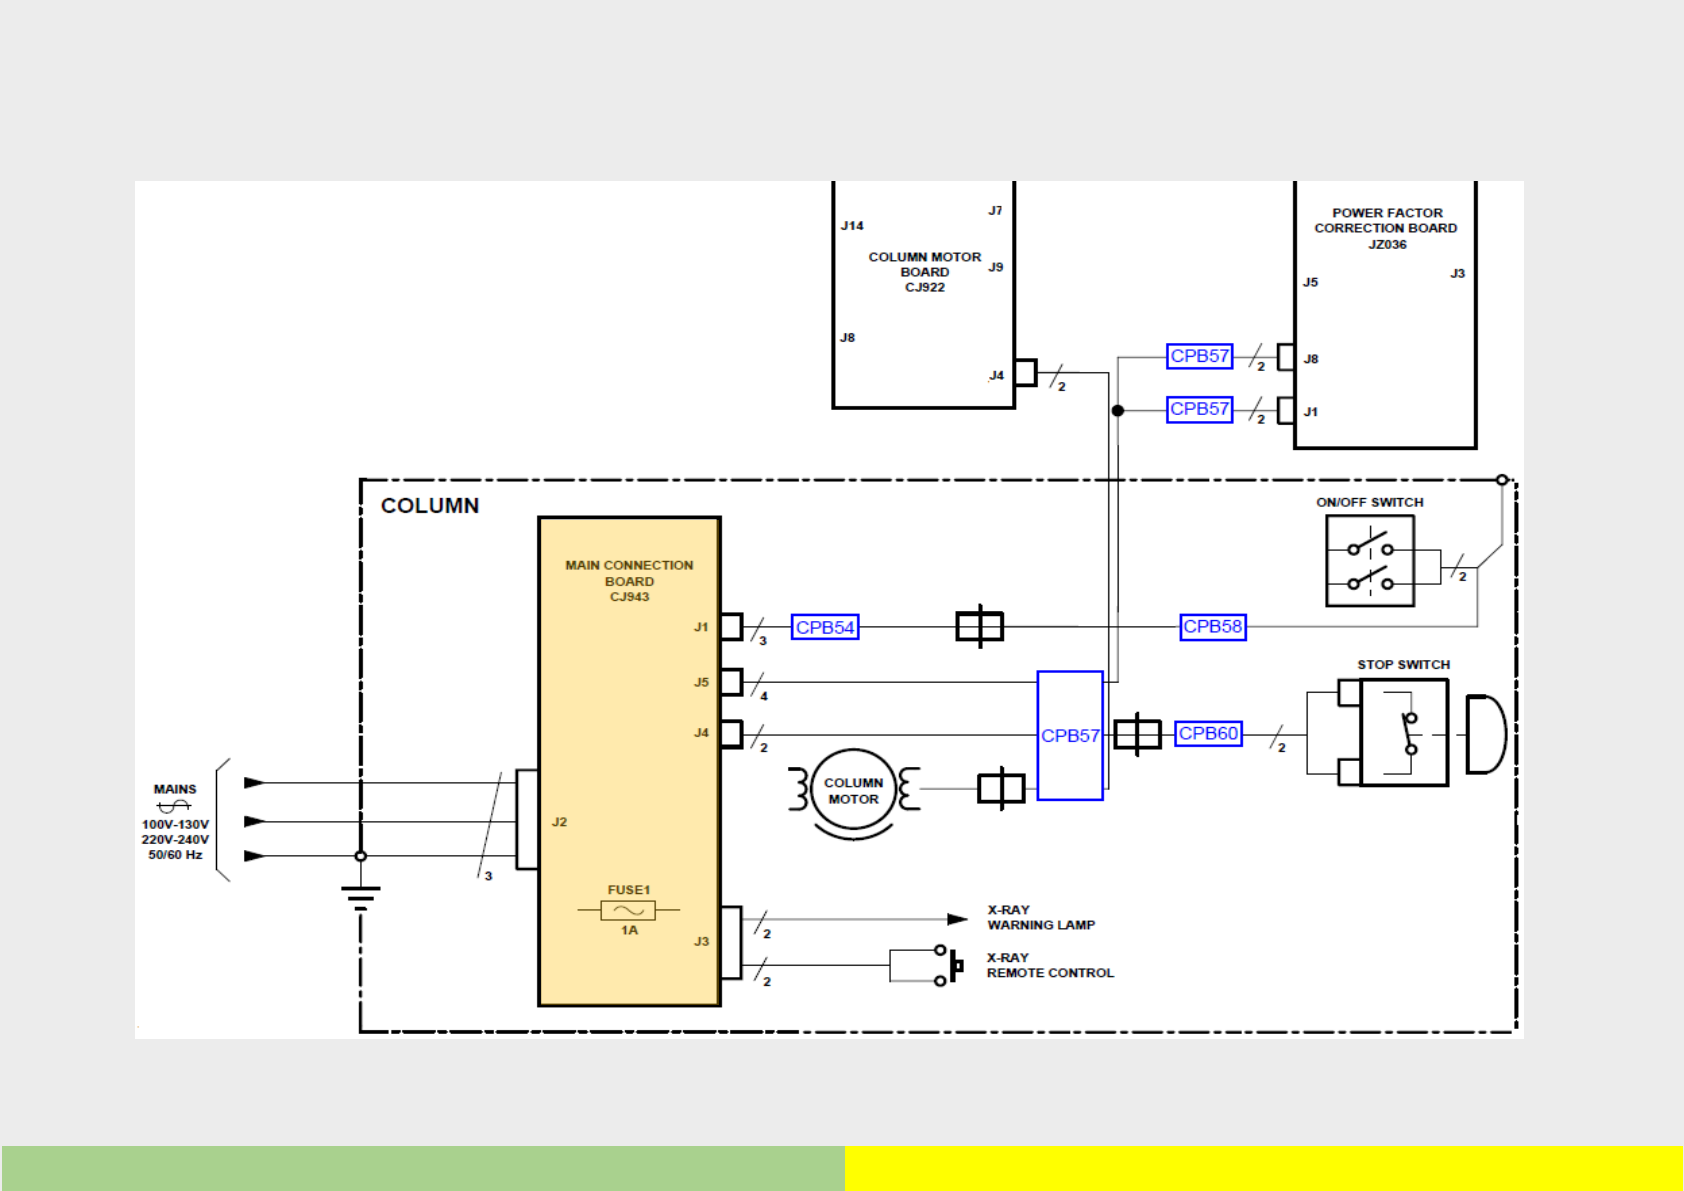 J7
J14
COLUMN MOTOR
BOARD
CJ922
J9
J8
J4
2
POWER FACTOR
CORRECTION BOARD
JZ036
J3
J5
CPB57
2
J8
CPB57
2
J1
COLUMN
ON/OFF SWITCH
2
MAIN CONNECTION
BOARD
CJ943
J1
3
CPB54
CPB58
J5
4
STOP SWITCH
J4
2
CPB57
CPB60
2
COLUMN
MOTOR
MAINS
100V-130V
220V-240V
50/60 Hz
3
J2
FUSE1
1A
J3
2
X-RAY
WARNING LAMP
2
X-RAY
REMOTE CONTROL